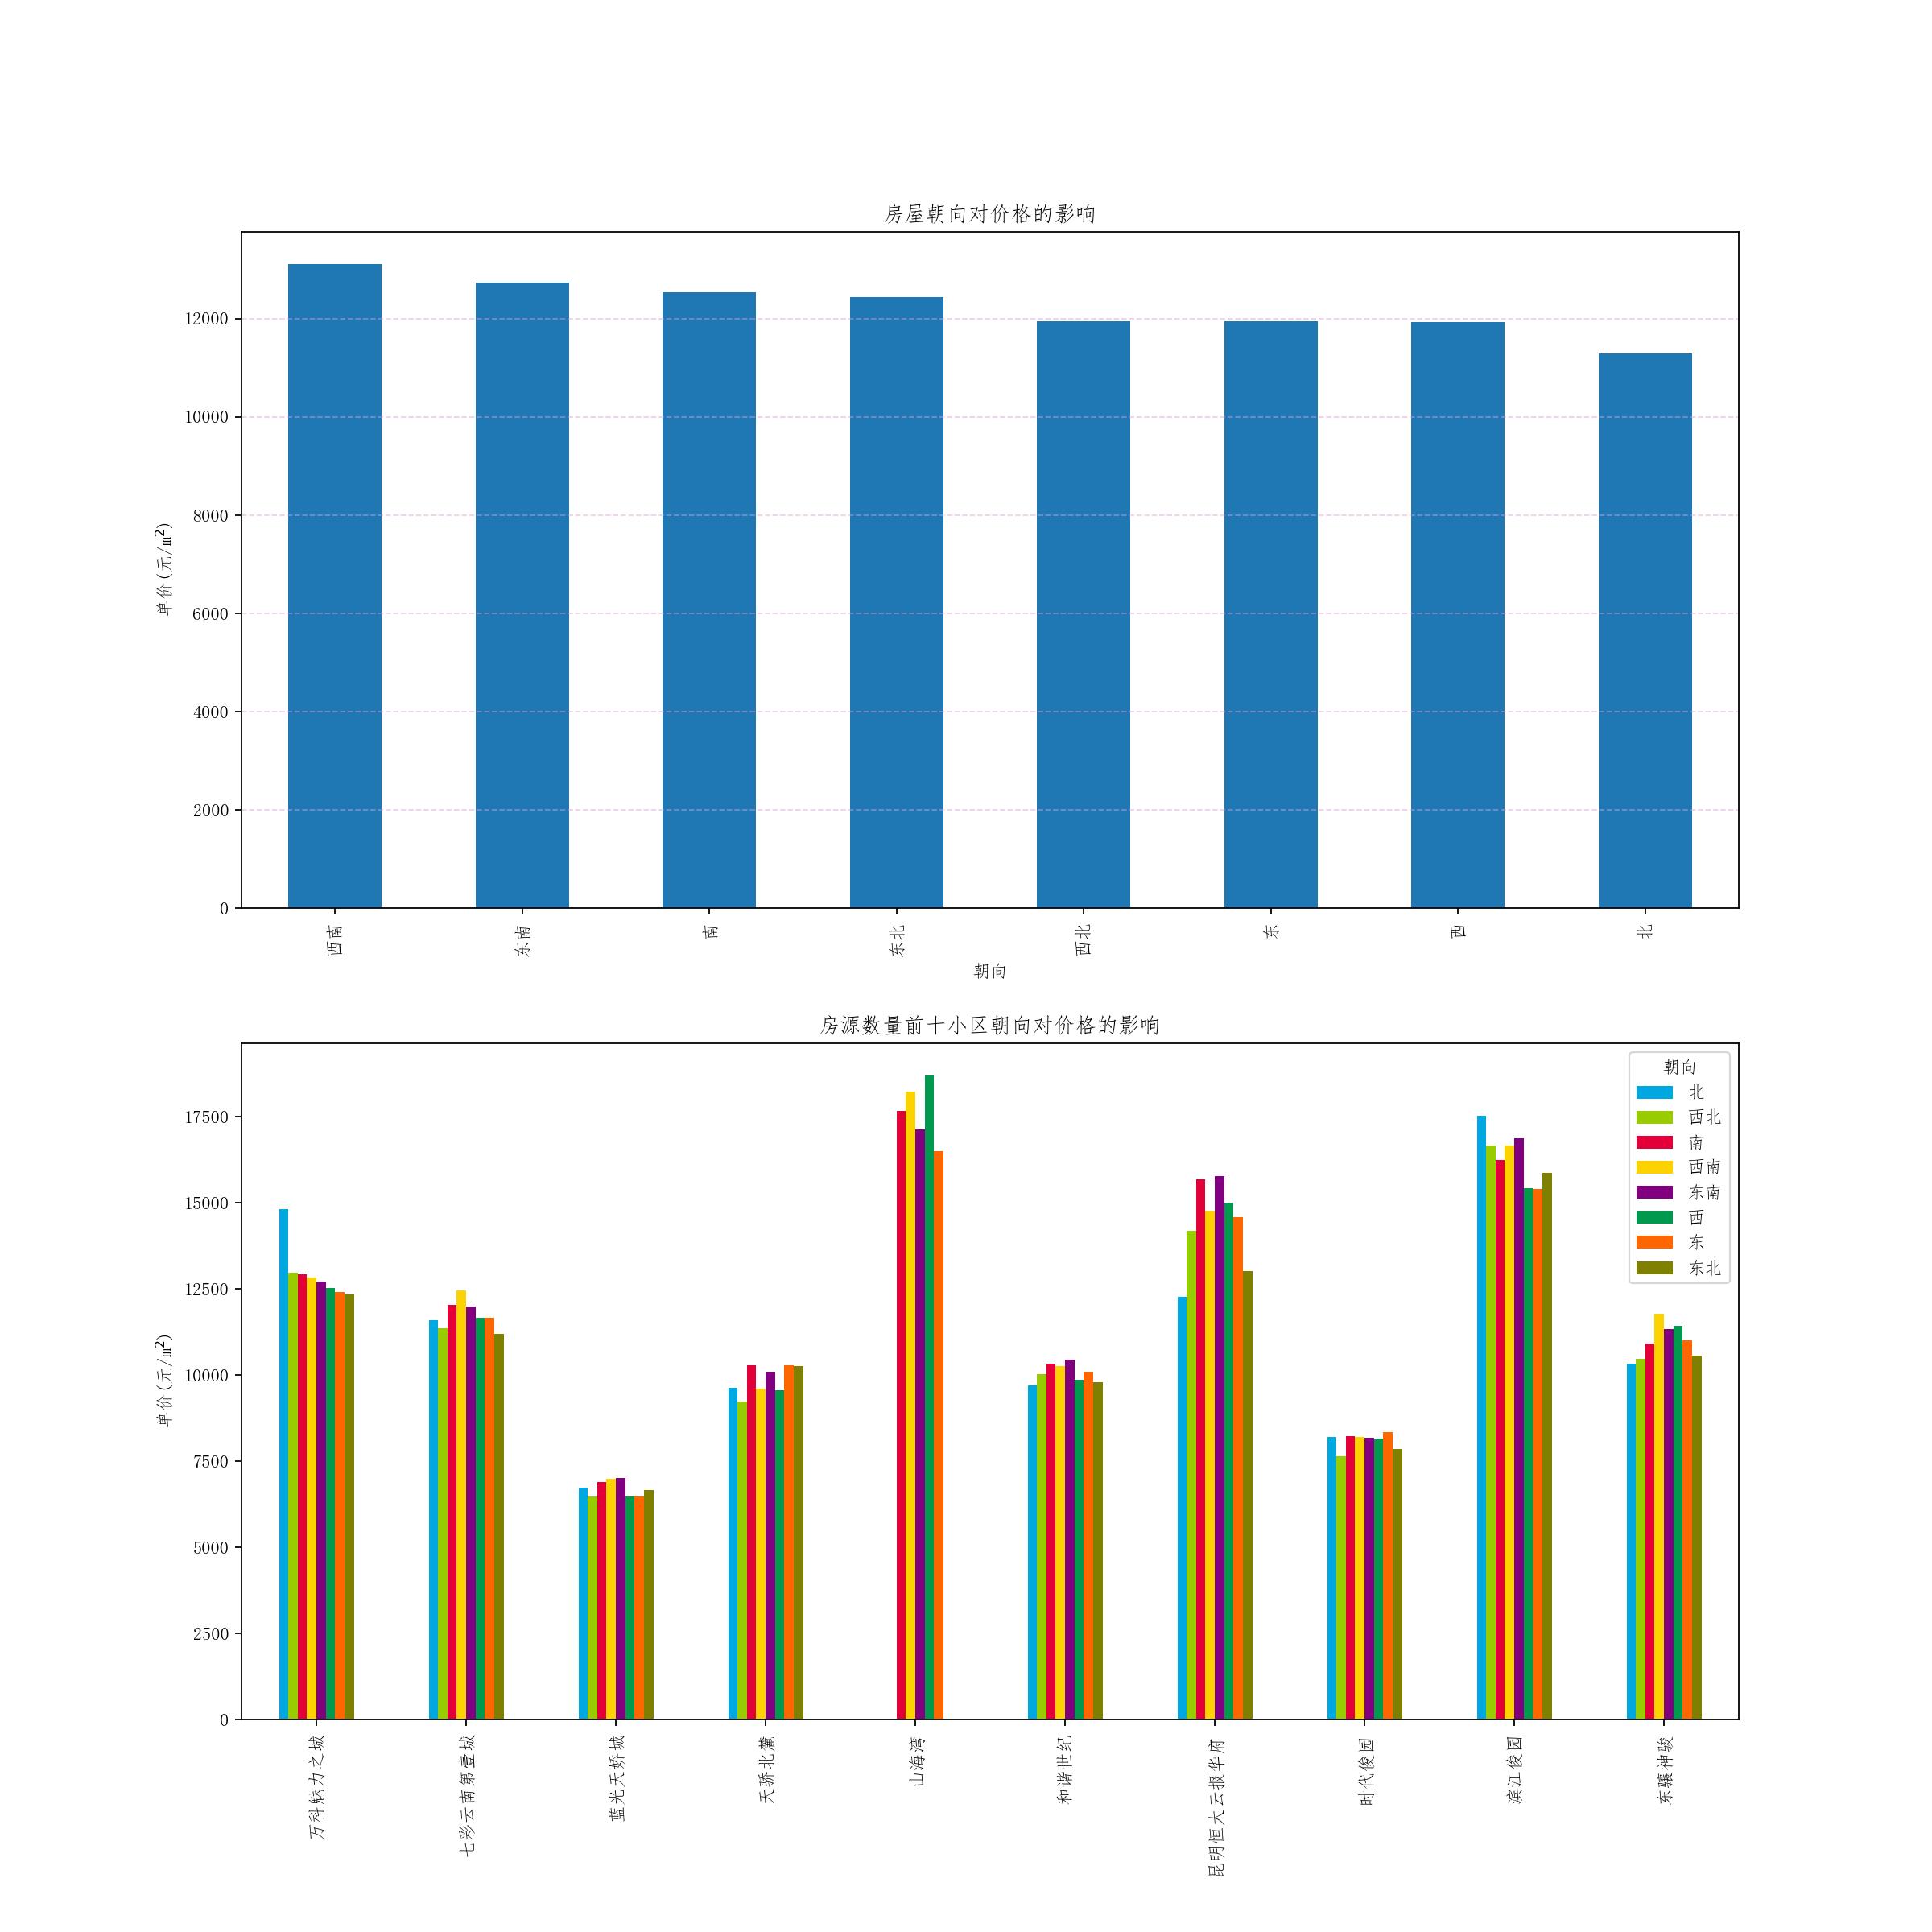 房屋朝向对价格的影响
单价(元/m²)
12000
10000
8000
6000
4000
2000
0
西南
东南
南
东北
西北
东
西
北
朝向
房源数量前十小区朝向对价格的影响
单价(元/m²)
17500
15000
12500
10000
7500
5000
2500
0
朝向
北
西北
南
西南
东南
西
东
东北
万科魅力之城
七彩云南第壹城
蓝光天娇城
天骄北麓
山海湾
和谐世纪
昆明恒大云报华府
时代俊园
滨江俊园
东骧神骏